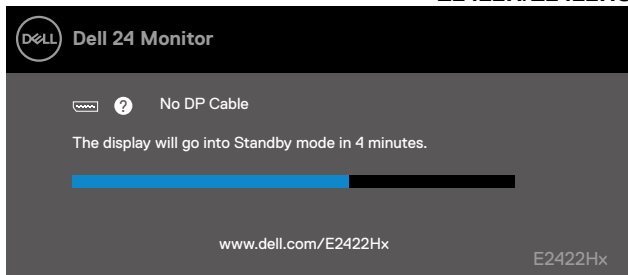 DELL Dell 24 Monitor
? No DP Cable
The display will go into Standby mode in 4 minutes.
www.dell.com/E2422Hx
E2422Hx